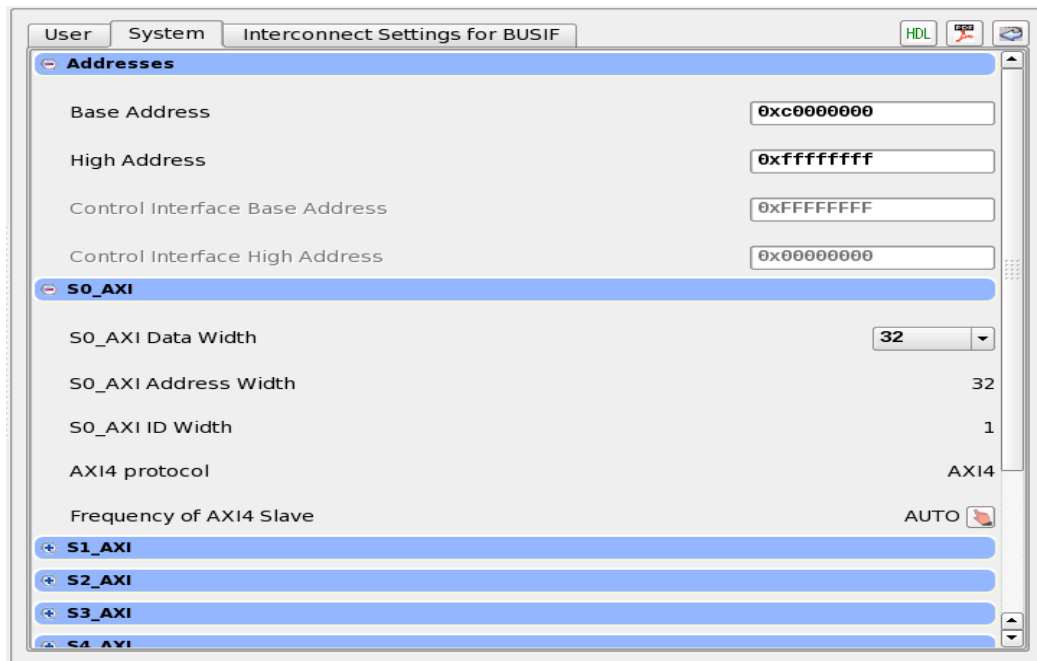 User System Interconnect Settings for BUSIF HDL
Addresses
Base Address 0xc0000000
High Address 0xffffffff
Control Interface Base Address 0xFFFFFFFF
Control Interface High Address 0x00000000
S0_AXI
S0_AXI Data Width 32
S0_AXI Address Width 32
S0_AXI ID Width 1
AXI4 protocol AXI4
Frequency of AXI4 Slave AUTO
S1_AXI
S2_AXI
S3_AXI
S4_AXI